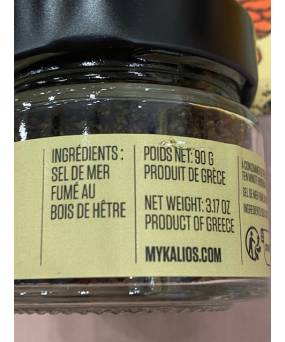 INGRÉDIENTS :
SEL DE MER
FUMÉ AU
BOIS DE HÊTRE
POIDS NET: 90 G
PRODUIT DE GRÈCE
NET WEIGHT: 3.17 OZ
PRODUCT OF GREECE
MYKALIOS.COM